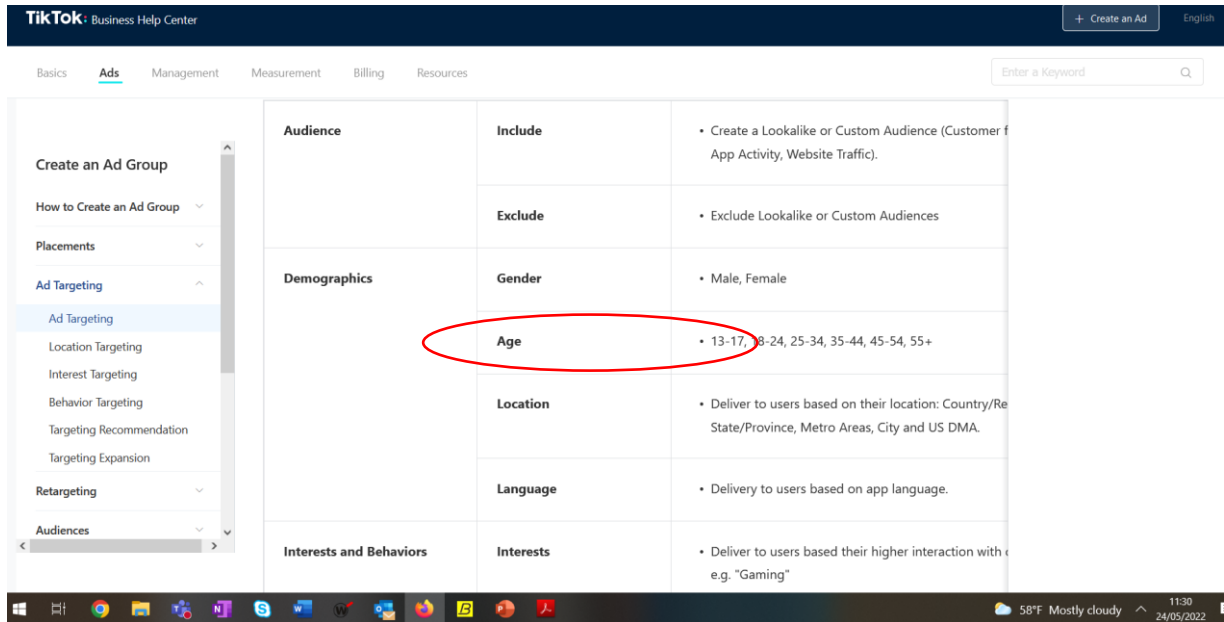 TikTok: Business Help Center
+ Create an Ad
English
Basics
Ads
Management
Measurement
Billing
Resources
Enter a Keyword
Create an Ad Group
How to Create an Ad Group
Placements
Ad Targeting
Ad Targeting
Location Targeting
Interest Targeting
Behavior Targeting
Targeting Recommendation
Targeting Expansion
Retargeting
Audiences
Audience
Include
• Create a Lookalike or Custom Audience (Customer f
App Activity, Website Traffic).
Exclude
• Exclude Lookalike or Custom Audiences
Demographics
Gender
• Male, Female
Age
• 13-17, 18-24, 25-34, 35-44, 45-54, 55+
Location
• Deliver to users based on their location: Country/Re
State/Province, Metro Areas, City and US DMA.
Language
• Delivery to users based on app language.
Interests and Behaviors
Interests
• Deliver to users based their higher interaction with
e.g. "Gaming"
58°F Mostly cloudy
11:30
24/05/2022